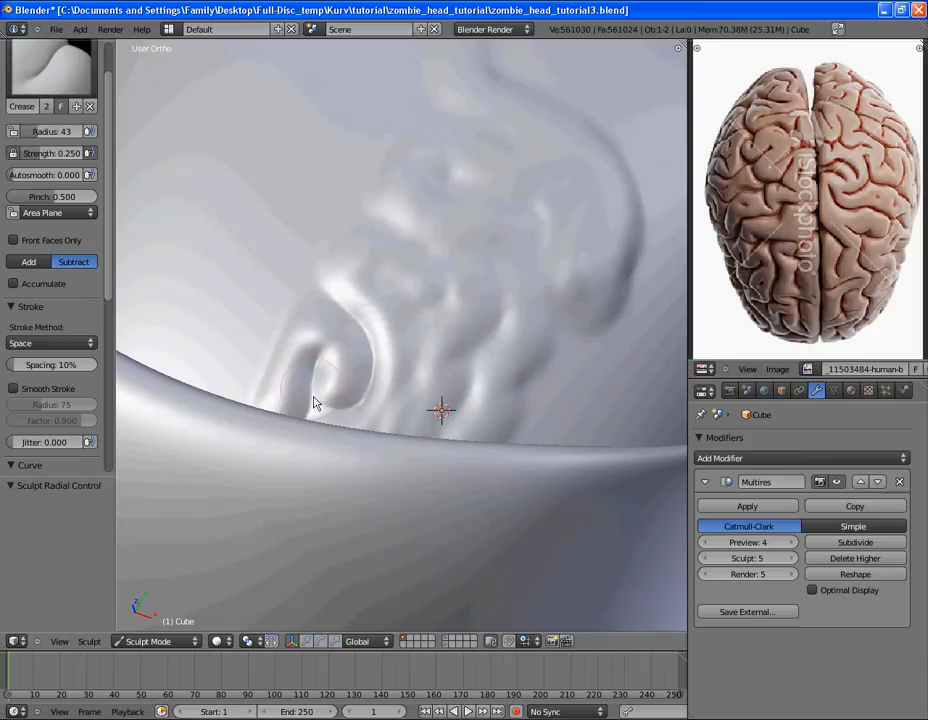 Blender* [C:\Documents and Settings\Family\Desktop\Full-Disc_temp\Kurv\tutorial\zombie_head_tutorial\zombie_head_tutorial3.blend]
File Add Render Help Default Scene Blender Render Ve:561030 | Fa:561024 | Ob:1-2 | La:0 | Mem:70.38M (25.31M) | Cube
User Ortho
Crease 2 F
Radius: 43
Strength: 0.250
Autosmooth: 0.000
Pinch: 0.500
Area Plane
Front Faces Only
Add Subtract
Accumulate
Stroke
Stroke Method:
Space
Spacing: 10%
Smooth Stroke
Radius: 75
Factor: 0.900
Jitter: 0.000
Curve
Sculpt Radial Control
(1) Cube
View Sculpt Sculpt Mode Global
iStockphoto
View Image 11503484-human-b F
Cube
Modifiers
Add Modifier
Multires
Apply Copy
Catmull-Clark Simple
Preview: 4 Subdivide
Sculpt: 5 Delete Higher
Render: 5 Reshape
Optimal Display
Save External...
0 10 20 30 40 50 60 70 80 90 100 110 120 130 140 150 160 170 180 190 200 210 220 230 240 250
View Frame Playback Start: 1 End: 250 1 No Sync